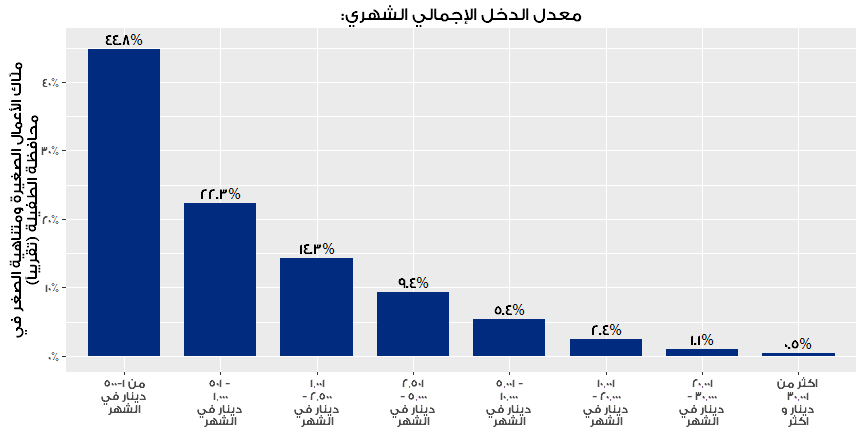 معدل الدخل الإجمالي الشهري:
ملّاك الأعمال الصغيرة ومتناهية الصغر في
محافظة الطفيلة (تقريباً)
٤٠%
٣٠%
٢٠%
١٠%
٠%
٤٤.٨%
٢٢.٣%
١٤.٣%
٩.٤%
٥.٤%
٢.٤%
١.١%
٠.٥%
من ١-٥٠٠
دينار في
الشهر
٥٠١ -
١,٠٠٠
دينار في
الشهر
١,٠٠١
- ٢,٥٠٠
دينار في
الشهر
٢,٥٠١
- ٥,٠٠٠
دينار في
الشهر
٥,٠٠١ -
١٠,٠٠٠
دينار في
الشهر
١٠,٠٠١
- ٢٠,٠٠٠
دينار في
الشهر
٢٠,٠٠١
- ٣٠,٠٠٠
دينار في
الشهر
اكثر من
٣٠,٠٠١
دينار و
اكثر